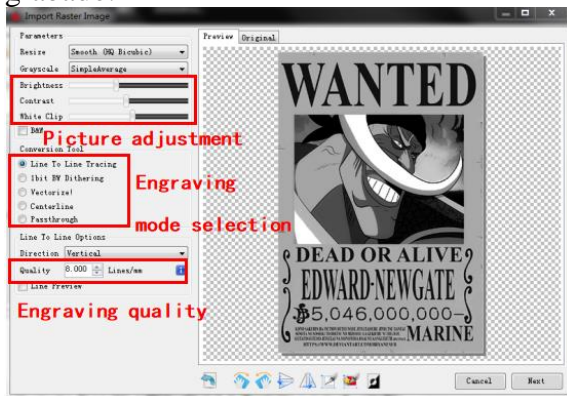 Import Raster Image
Parameters
Resize Smooth (HQ Bicubic)
Grayscale SimpleAverage
Brightness
Contrast
White Clip
B&W
Picture adjustment
Conversion Tool
Line To Line Tracing
1bit BW Dithering
Vectorize!
Centerline
Passthrough
Engraving
mode selection
Line To Line Options
Direction Vertical
Quality 8.000 Lines/mm
Line Preview
Engraving quality
Preview Original
WANTED
DEAD OR ALIVE
EDWARD·NEWGATE
5,046,000,000-
MARINE
Cancel Next